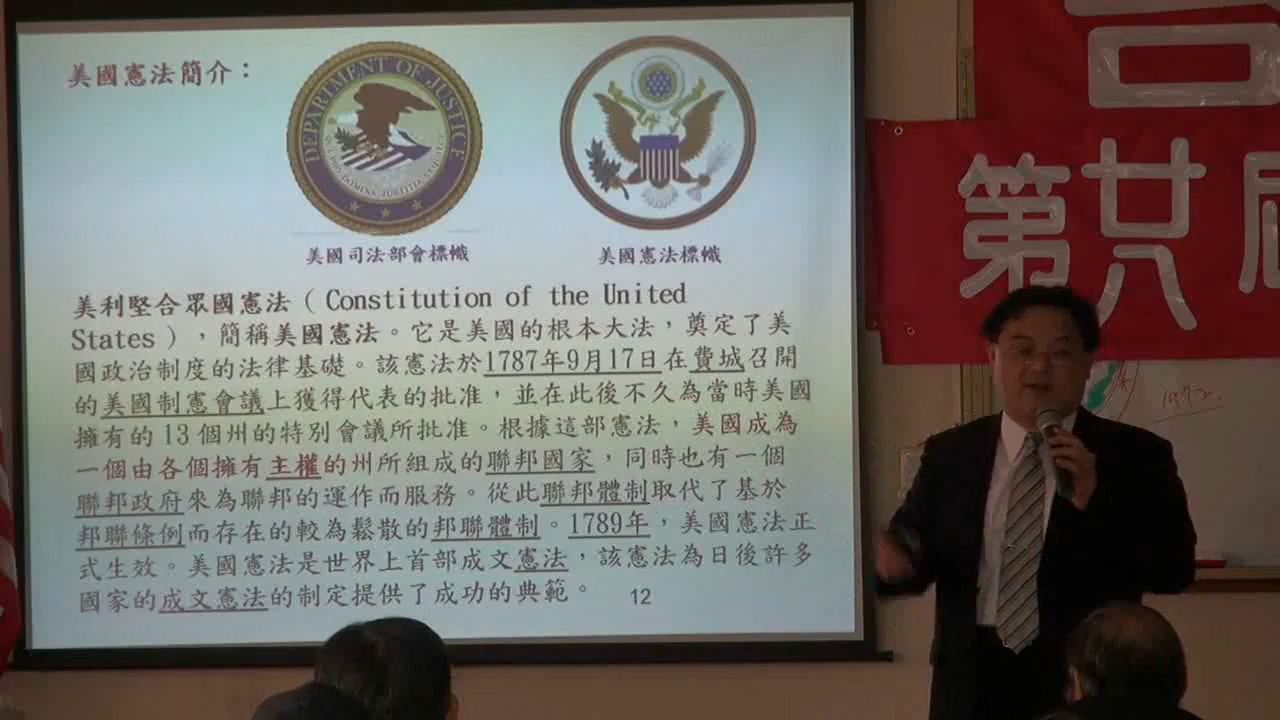 美國憲法簡介：
DEPARTMENT OF JUSTICE
美國司法部會標幟
美國憲法標幟
美利堅合眾國憲法（Constitution of the United
States），簡稱美國憲法。它是美國的根本大法，奠定了美
國政治制度的法律基礎。該憲法於1787年9月17日在費城召開
的美國制憲會議上獲得代表的批准，並在此後不久為當時美國
擁有的13個州的特別會議所批准。根據這部憲法，美國成為
一個由各個擁有主權的州所組成的聯邦國家，同時也有一個
聯邦政府來為聯邦的運作而服務。從此聯邦體制取代了基於
邦聯條例而存在的較為鬆散的邦聯體制。1789年，美國憲法正
式生效。美國憲法是世界上首部成文憲法，該憲法為日後許多
國家的成文憲法的制定提供了成功的典範。
12
第廿八屆
1972.